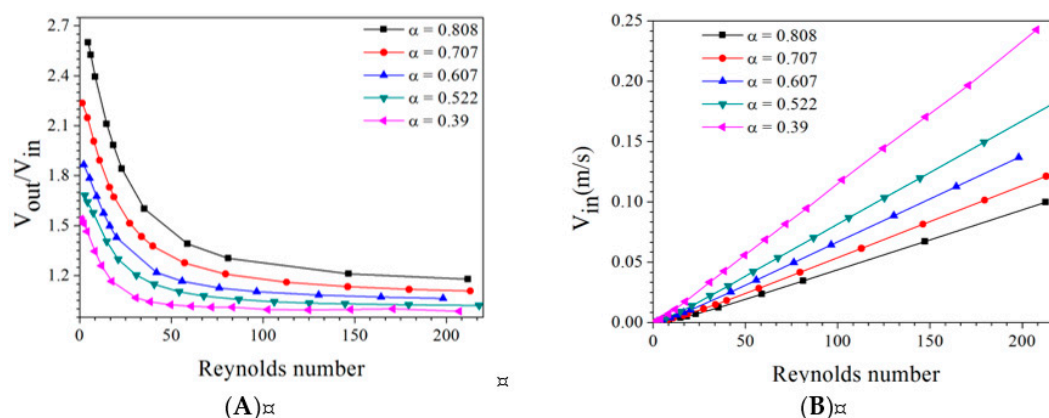 2.7
2.4
2.1
1.8
1.5
1.2
V_out/V_in
0 50 100 150 200
Reynolds number
α = 0.808
α = 0.707
α = 0.607
α = 0.522
α = 0.39
(A)¤
¤
0.25
0.20
0.15
0.10
0.05
0.00
V_in(m/s)
0 50 100 150 200
Reynolds number
α = 0.808
α = 0.707
α = 0.607
α = 0.522
α = 0.39
(B)¤